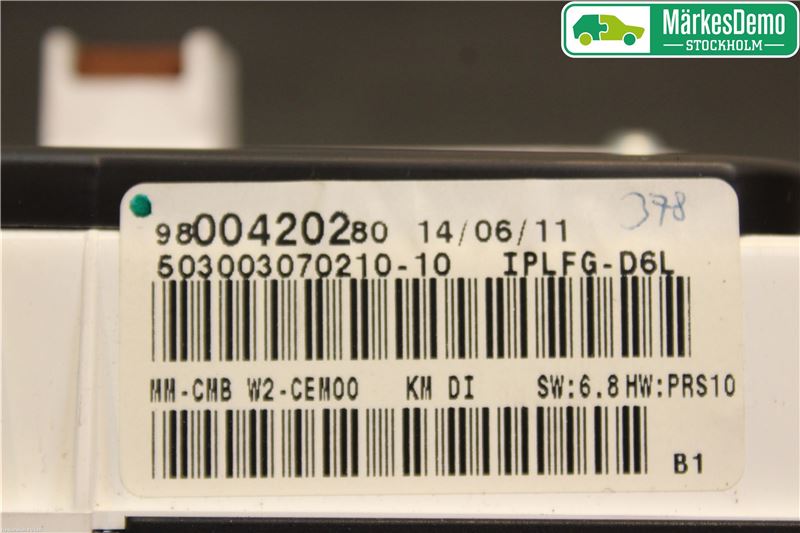 MärkesDemo
STOCKHOLM
378
9800420280 14/06/11
503003070210-10 IPLFG-D6L
MM-CMB W2-CEM00 KM DI SW:6.8 HW:PRS10
B1